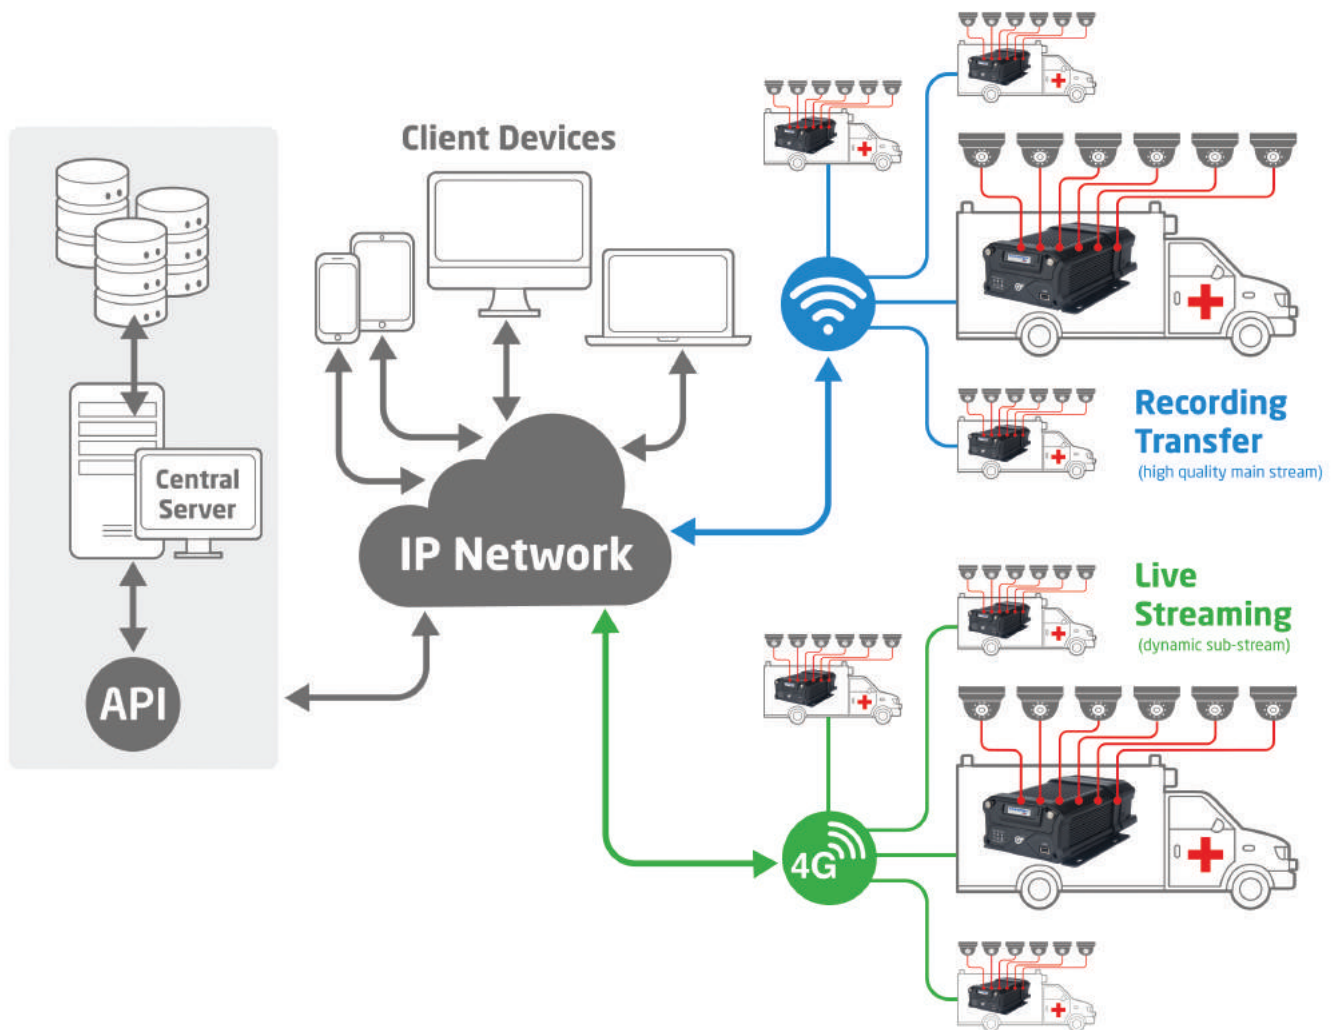 Client Devices
Central
Server
API
IP Network
Recording
Transfer
(high quality main stream)
Live
Streaming
(dynamic sub-stream)
4G